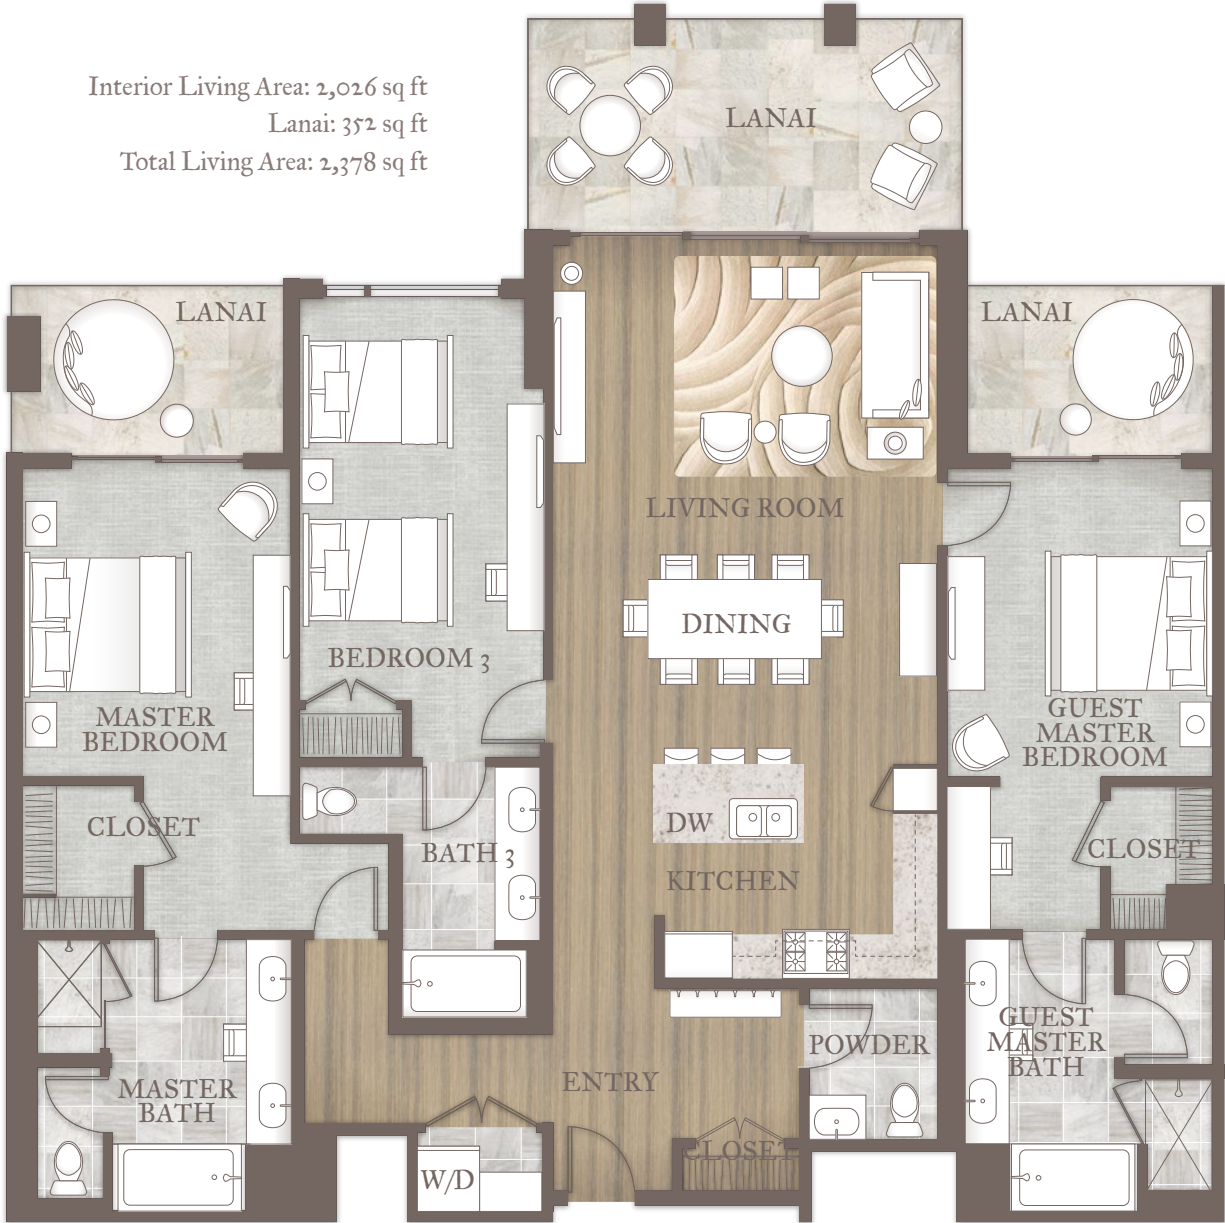 Interior Living Area: 2,026 sq ft
Lanai: 352 sq ft
Total Living Area: 2,378 sq ft
LANAI
LANAI
LANAI
LIVING ROOM
DINING
BEDROOM 3
MASTER
BEDROOM
GUEST
MASTER
BEDROOM
CLOSET
DW
BATH 3
CLOSET
KITCHEN
GUEST
MASTER
BATH
POWDER
ENTRY
MASTER
BATH
CLOSET
W/D